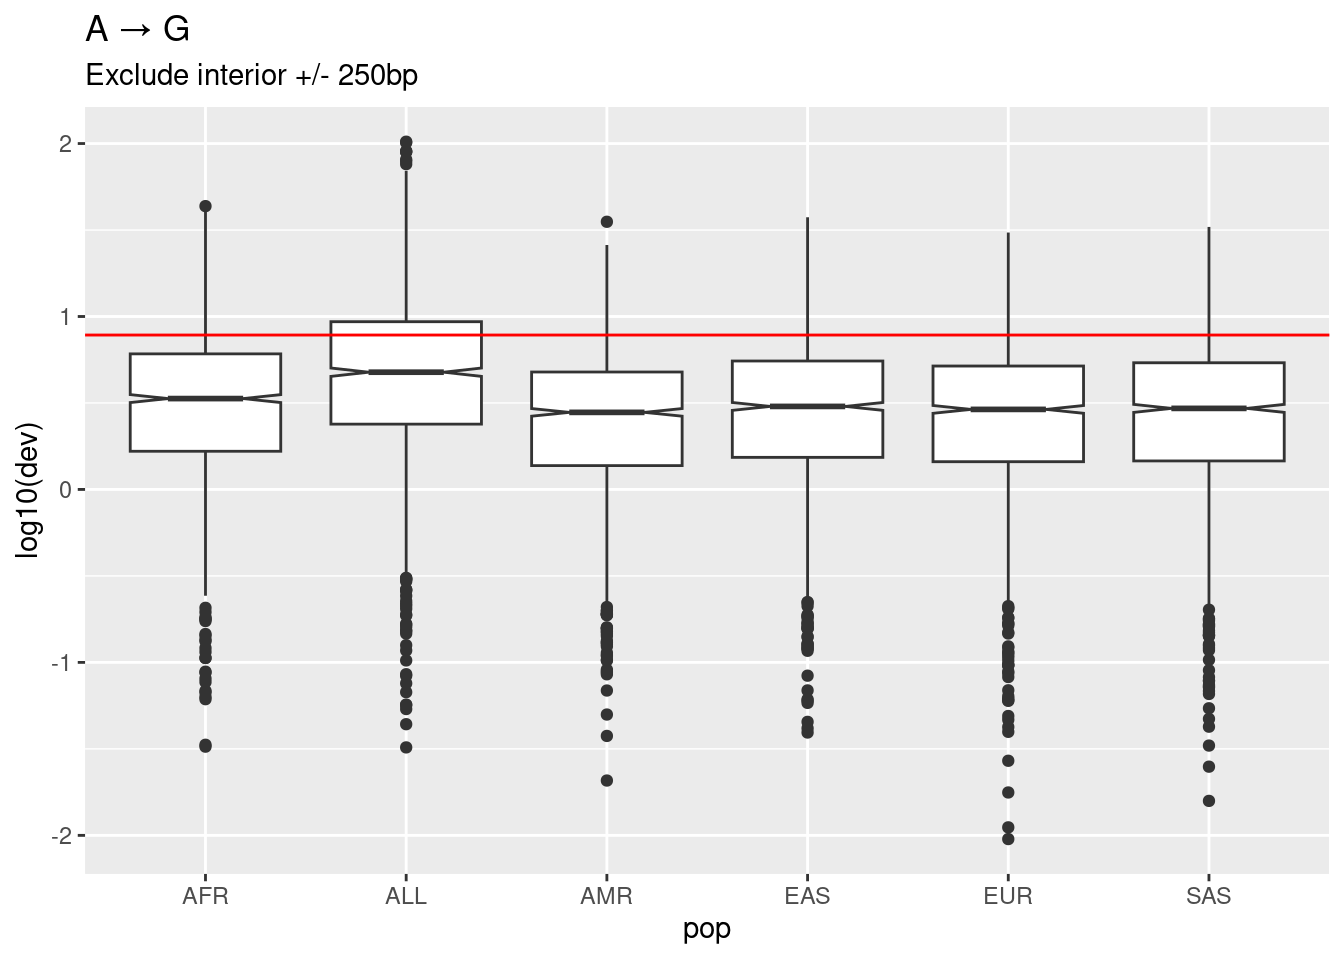 A → G
Exclude interior +/- 250bp
log10(dev)
2
1
0
-1
-2
AFR ALL AMR EAS EUR SAS
pop